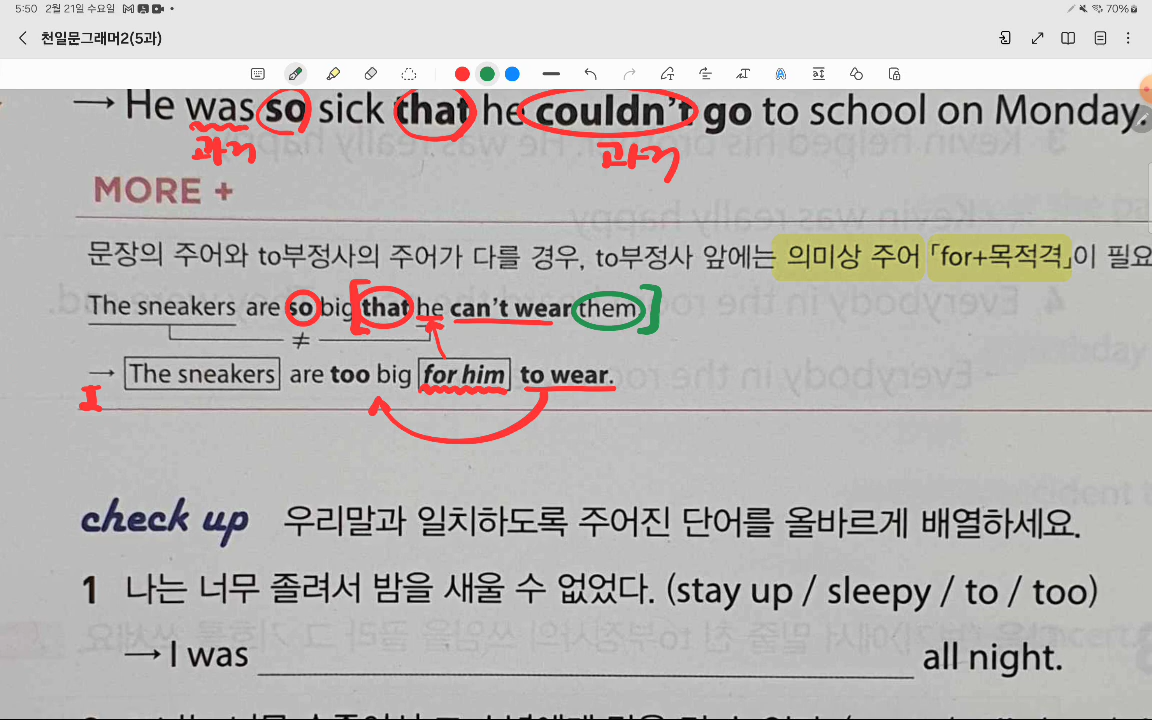 5:50 2월 21일 수요일 70%
천일문그래머2(5과)
→ He was so sick that he couldn't go to school on Monday.
과거 과거
MORE +
문장의 주어와 to부정사의 주어가 다를 경우, to부정사 앞에는 의미상 주어 「for+목적격」이 필요
The sneakers are so big that he can't wear them
≠
→ The sneakers are too big for him to wear.
I
check up 우리말과 일치하도록 주어진 단어를 올바르게 배열하세요.
1 나는 너무 졸려서 밤을 새울 수 없었다. (stay up / sleepy / to / too)
→ I was all night.